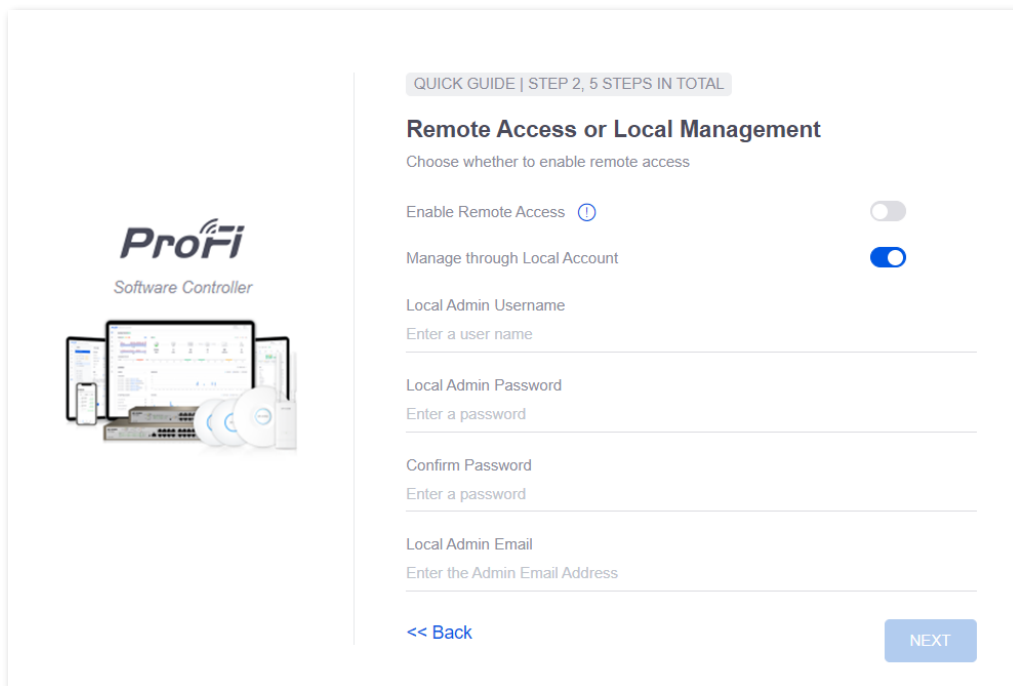 QUICK GUIDE | STEP 2, 5 STEPS IN TOTAL
Remote Access or Local Management
Choose whether to enable remote access
Enable Remote Access
Manage through Local Account
Local Admin Username
Enter a user name
Local Admin Password
Enter a password
Confirm Password
Enter a password
Local Admin Email
Enter the Admin Email Address
<< Back
NEXT
ProFi
Software Controller